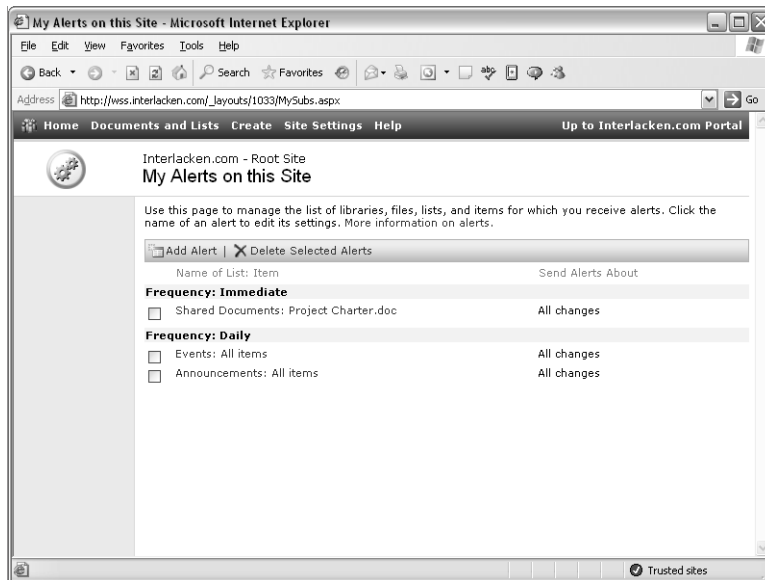 My Alerts on this Site - Microsoft Internet Explorer
File Edit View Favorites Tools Help
Back Search Favorites
Address http://wss.interlacken.com/_layouts/1033/MySubs.aspx Go
Home Documents and Lists Create Site Settings Help Up to Interlacken.com Portal
Interlacken.com - Root Site
My Alerts on this Site
Use this page to manage the list of libraries, files, lists, and items for which you receive alerts. Click the
name of an alert to edit its settings. More information on alerts.
Add Alert | Delete Selected Alerts
Name of List: Item Send Alerts About
Frequency: Immediate
Shared Documents: Project Charter.doc All changes
Frequency: Daily
Events: All items All changes
Announcements: All items All changes
Trusted sites